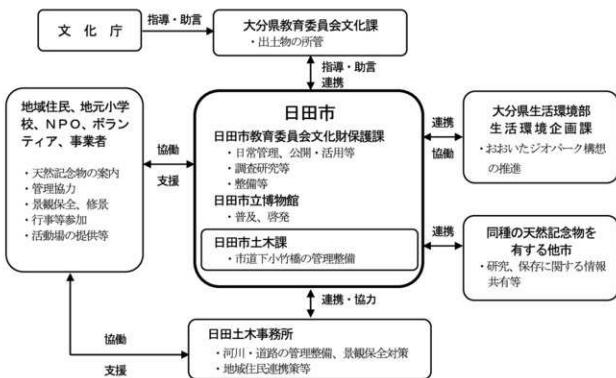 文化庁
指導・助言
大分県教育委員会文化課
・出土物の所管
指導・助言
連携
地域住民、地元小学
校、NPO、ボラン
ティア、事業者
・天然記念物の案内
・管理協力
・景観保全、修景
・行事等参加
・活動場の提供等
協働
支援
日田市
日田市教育委員会文化財保護課
・日常管理、公開・活用等
・調査研究等
・整備等
日田市立博物館
・普及、啓発
日田市土木課
・市道下小竹橋の管理整備
連携
協働
大分県生活環境部
生活環境企画課
・おおいたジオパーク構想
の推進
連携
同種の天然記念物を
有する他市
・研究、保存に関する情報
共有等
連携・協力
日田土木事務所
・河川・道路の管理整備、景観保全対策
・地域住民連携策等
協働
支援